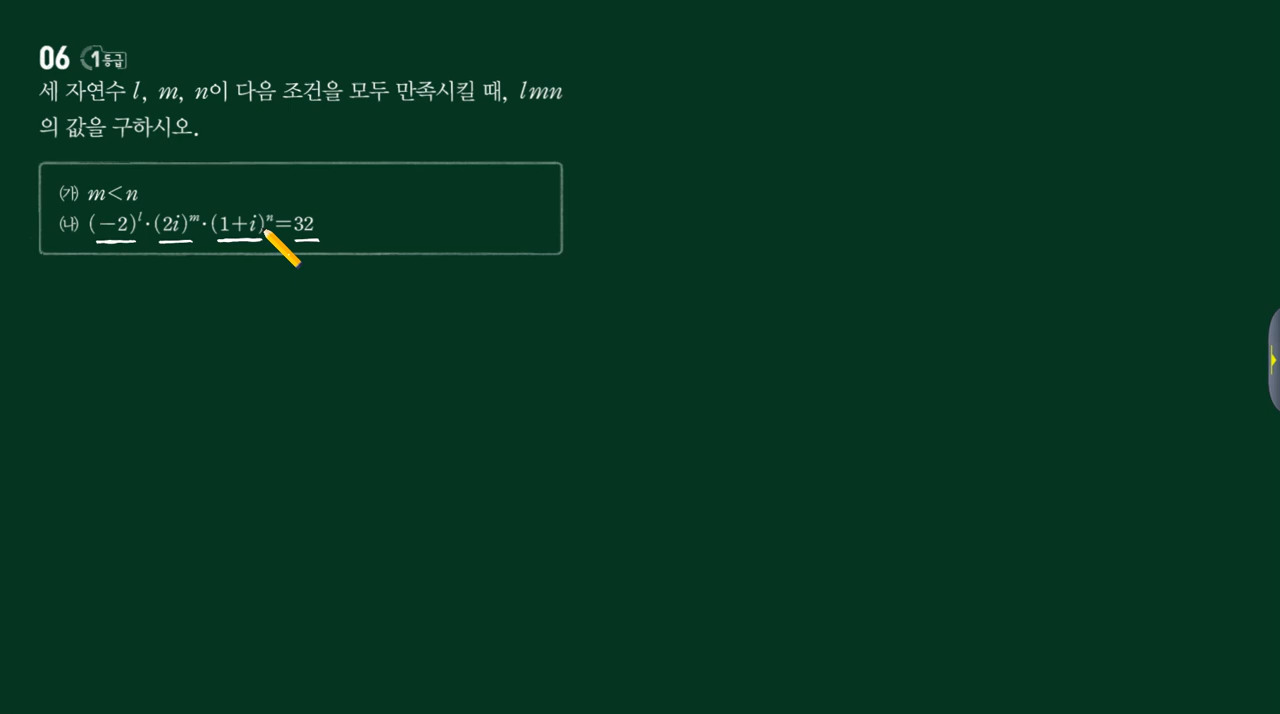 06 1등급
세 자연수 l, m, n이 다음 조건을 모두 만족시킬 때, lmn
의 값을 구하시오.
㈎ m<n
㈏ (−2)^l·(2i)^m·(1+i)^n=32